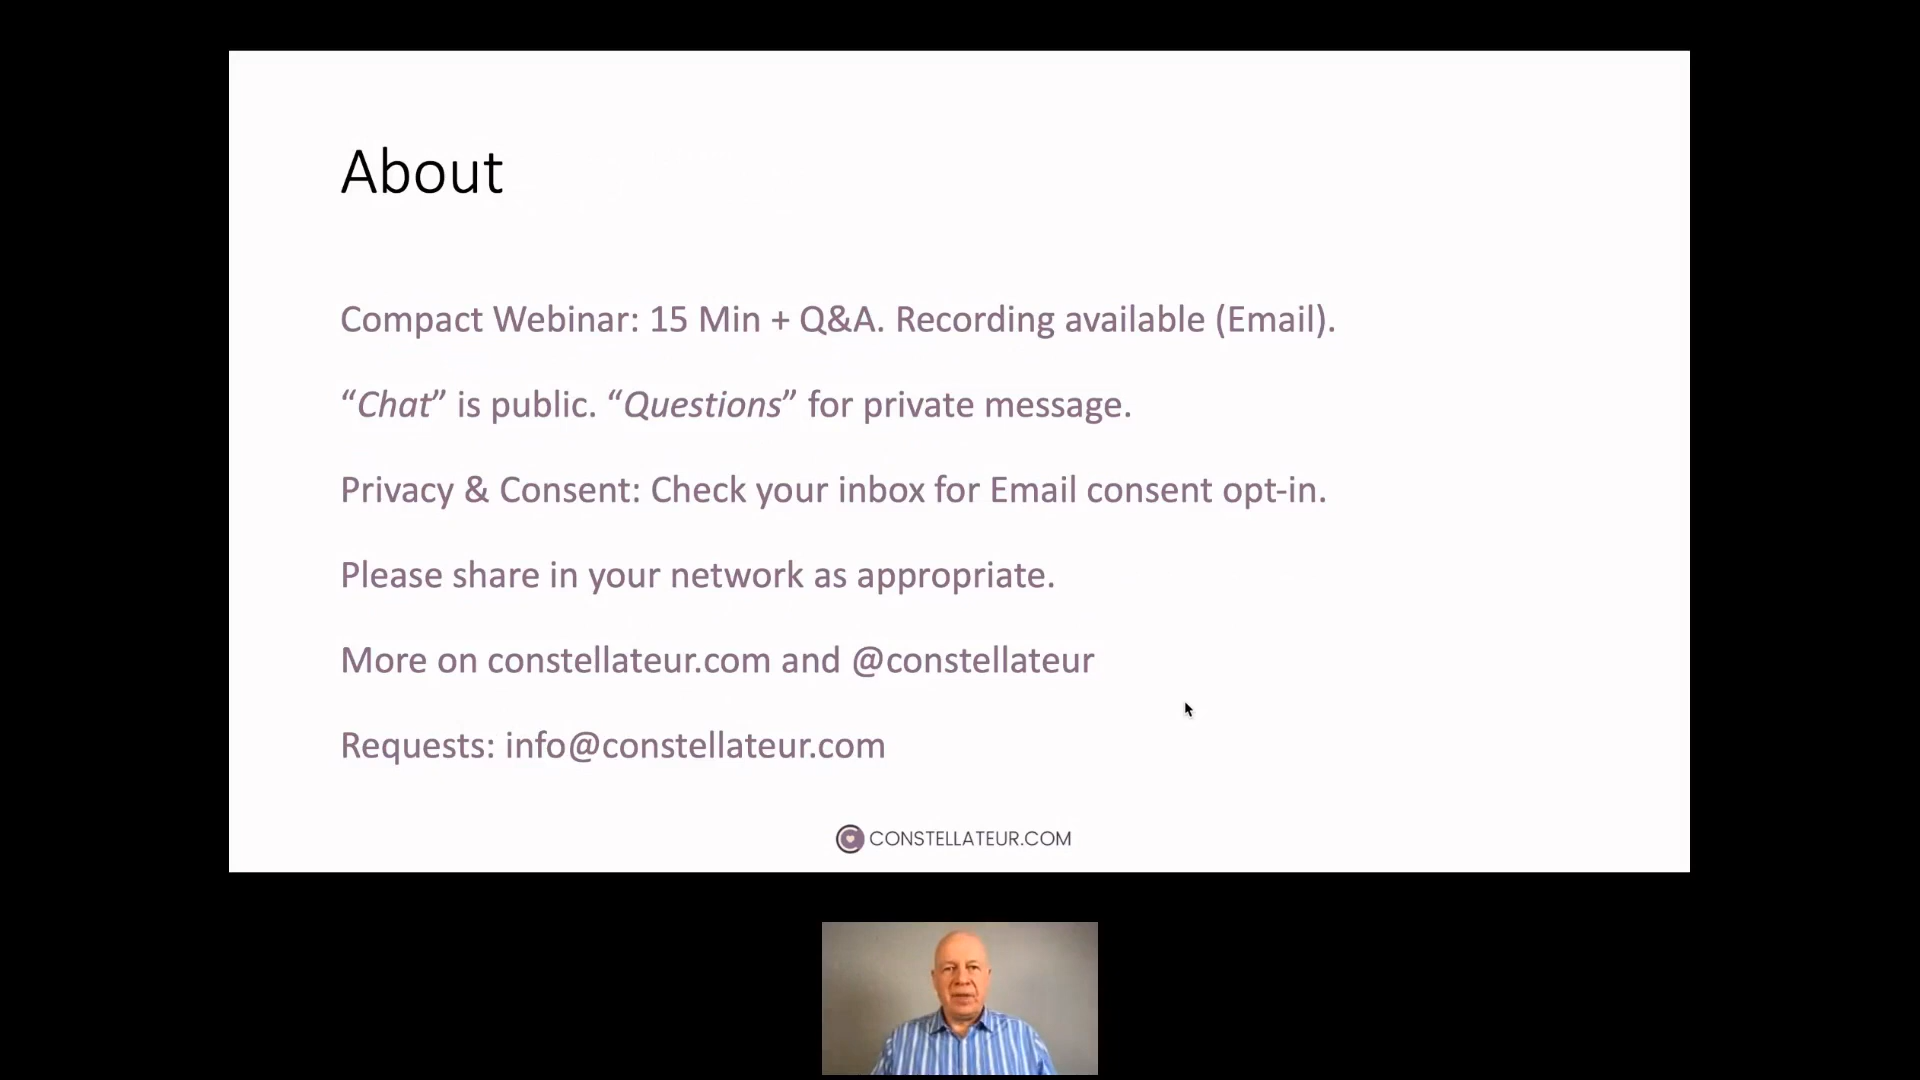 About
Compact Webinar: 15 Min + Q&A. Recording available (Email).
“Chat” is public. “Questions” for private message.
Privacy & Consent: Check your inbox for Email consent opt-in.
Please share in your network as appropriate.
More on constellateur.com and @constellateur
Requests: info@constellateur.com
CONSTELLATEUR.COM